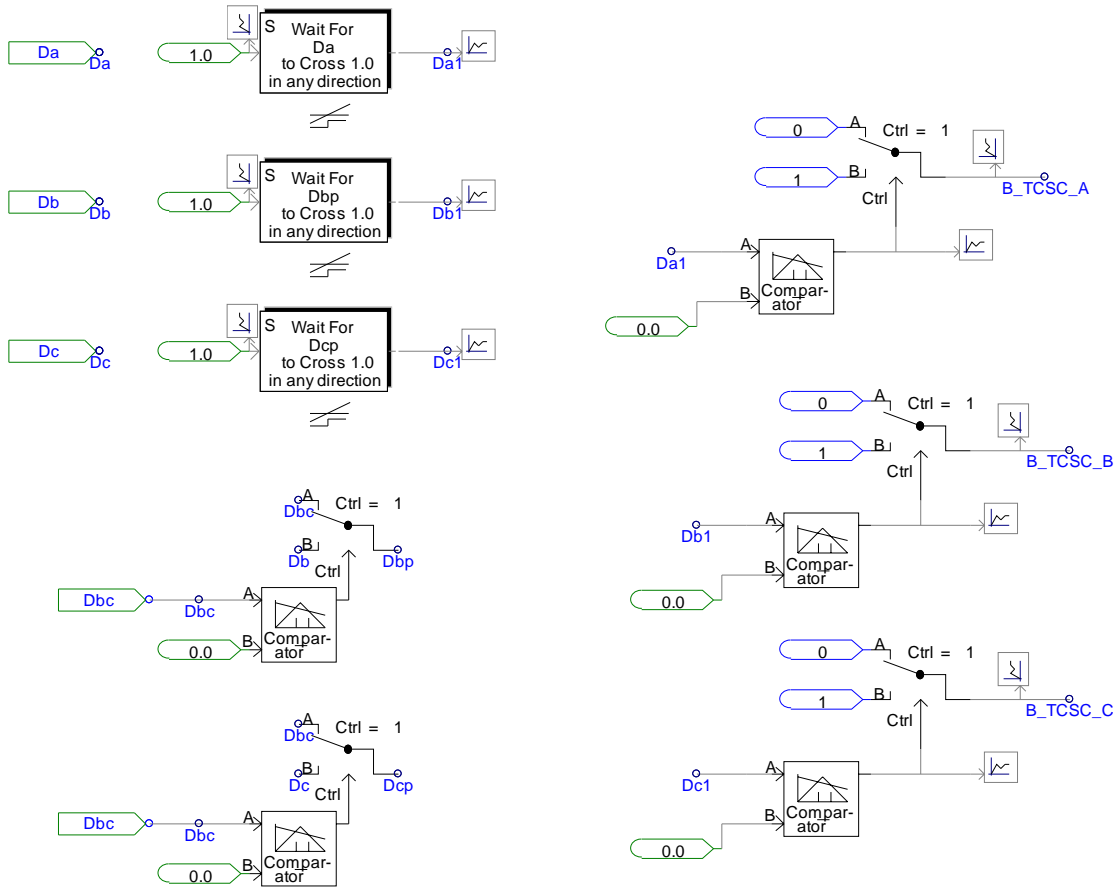 Da
Da
1.0
S
Wait For
Da
to Cross 1.0
in any direction
Da1
Db
Db
1.0
S
Wait For
Dbp
to Cross 1.0
in any direction
Db1
Dc
Dc
1.0
S
Wait For
Dcp
to Cross 1.0
in any direction
Dc1
A
Dbc
Ctrl = 1
B
Db
Dbp
Ctrl
Dbc
Dbc
A
0.0
B
Compar-
ator
A
Dbc
Ctrl = 1
B
Dc
Dcp
Ctrl
Dbc
Dbc
A
0.0
B
Compar-
ator
0
A
Ctrl = 1
1
B
B_TCSC_A
Ctrl
Da1
A
B
Compar-
ator
0.0
0
A
Ctrl = 1
1
B
B_TCSC_B
Ctrl
Db1
A
B
Compar-
ator
0.0
0
A
Ctrl = 1
1
B
B_TCSC_C
Ctrl
Dc1
A
B
Compar-
ator
0.0